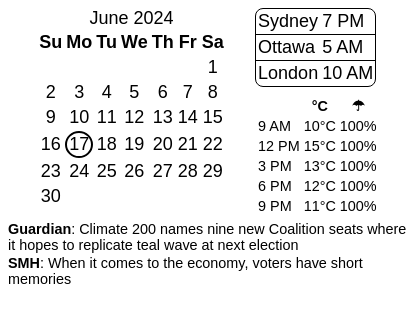 June 2024
Su Mo Tu We Th Fr Sa
1
2 3 4 5 6 7 8
9 10 11 12 13 14 15
16 17 18 19 20 21 22
23 24 25 26 27 28 29
30
Sydney 7 PM
Ottawa 5 AM
London 10 AM
°C ☂
9 AM 10°C 100%
12 PM 15°C 100%
3 PM 13°C 100%
6 PM 12°C 100%
9 PM 11°C 100%
Guardian: Climate 200 names nine new Coalition seats where
it hopes to replicate teal wave at next election
SMH: When it comes to the economy, voters have short
memories